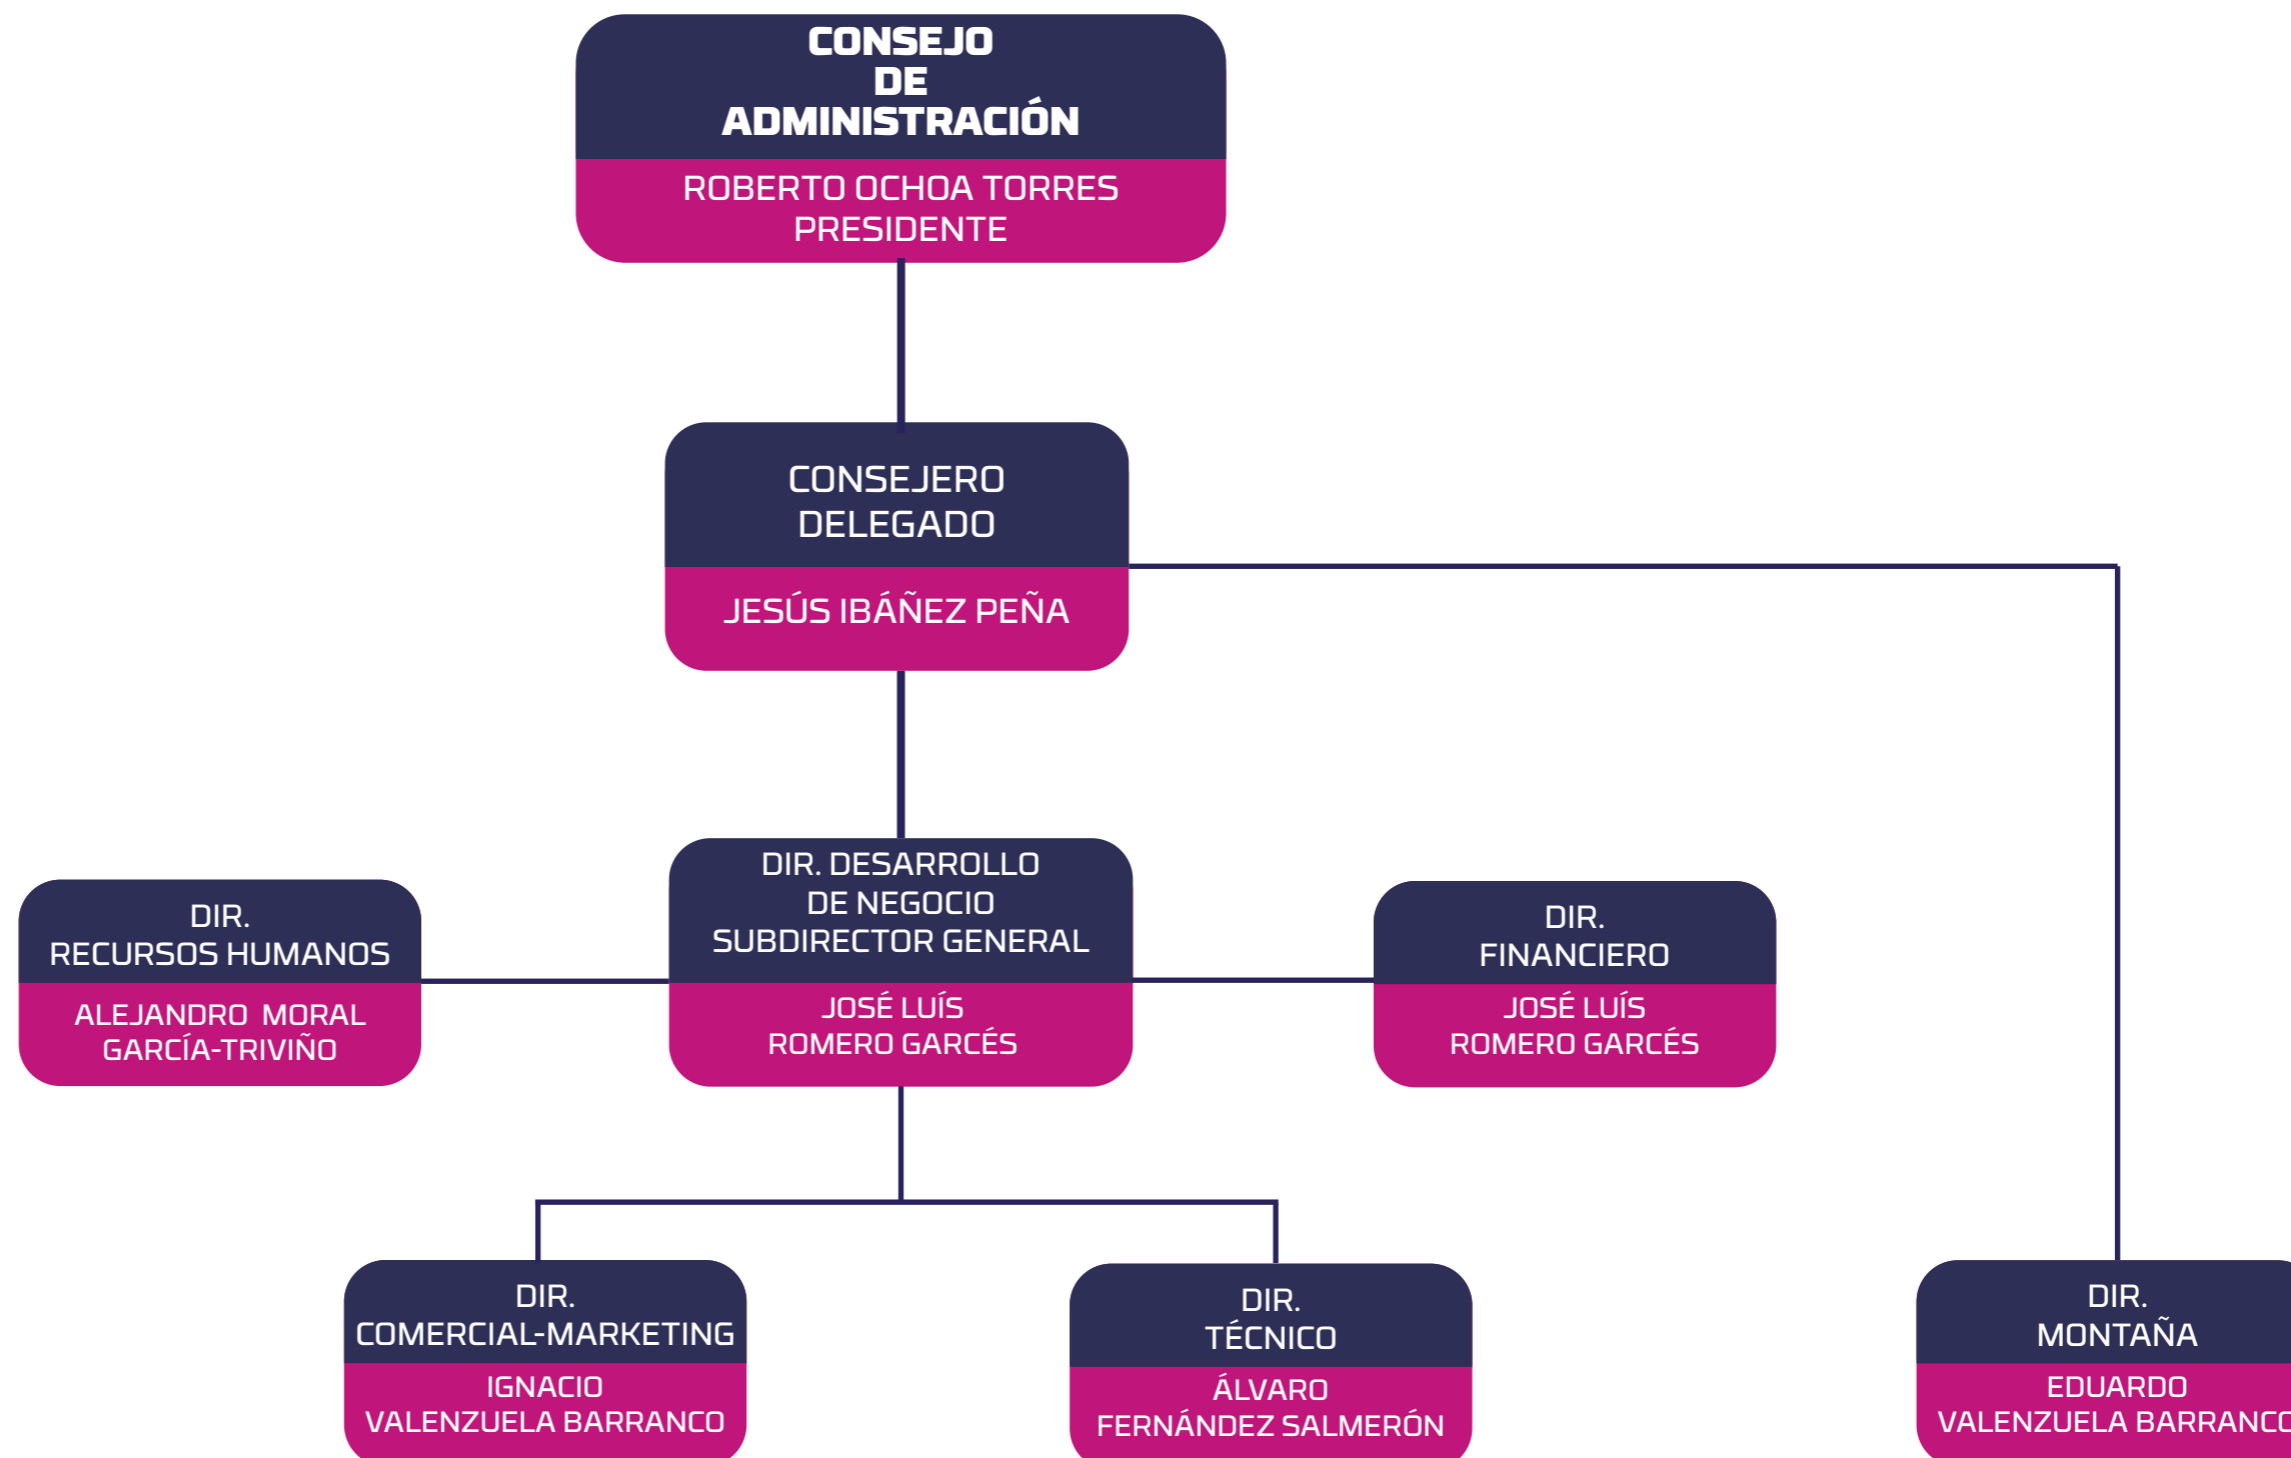 CONSEJO
DE
ADMINISTRACIÓN
ROBERTO OCHOA TORRES
PRESIDENTE
CONSEJERO
DELEGADO
JESÚS IBÁÑEZ PEÑA
DIR.
RECURSOS HUMANOS
ALEJANDRO MORAL
GARCÍA-TRIVIÑO
DIR. DESARROLLO
DE NEGOCIO
SUBDIRECTOR GENERAL
JOSÉ LUÍS
ROMERO GARCÉS
DIR.
FINANCIERO
JOSÉ LUÍS
ROMERO GARCÉS
DIR.
COMERCIAL-MARKETING
IGNACIO
VALENZUELA BARRANCO
DIR.
TÉCNICO
ÁLVARO
FERNÁNDEZ SALMERÓN
DIR.
MONTAÑA
EDUARDO
VALENZUELA BARRANCO